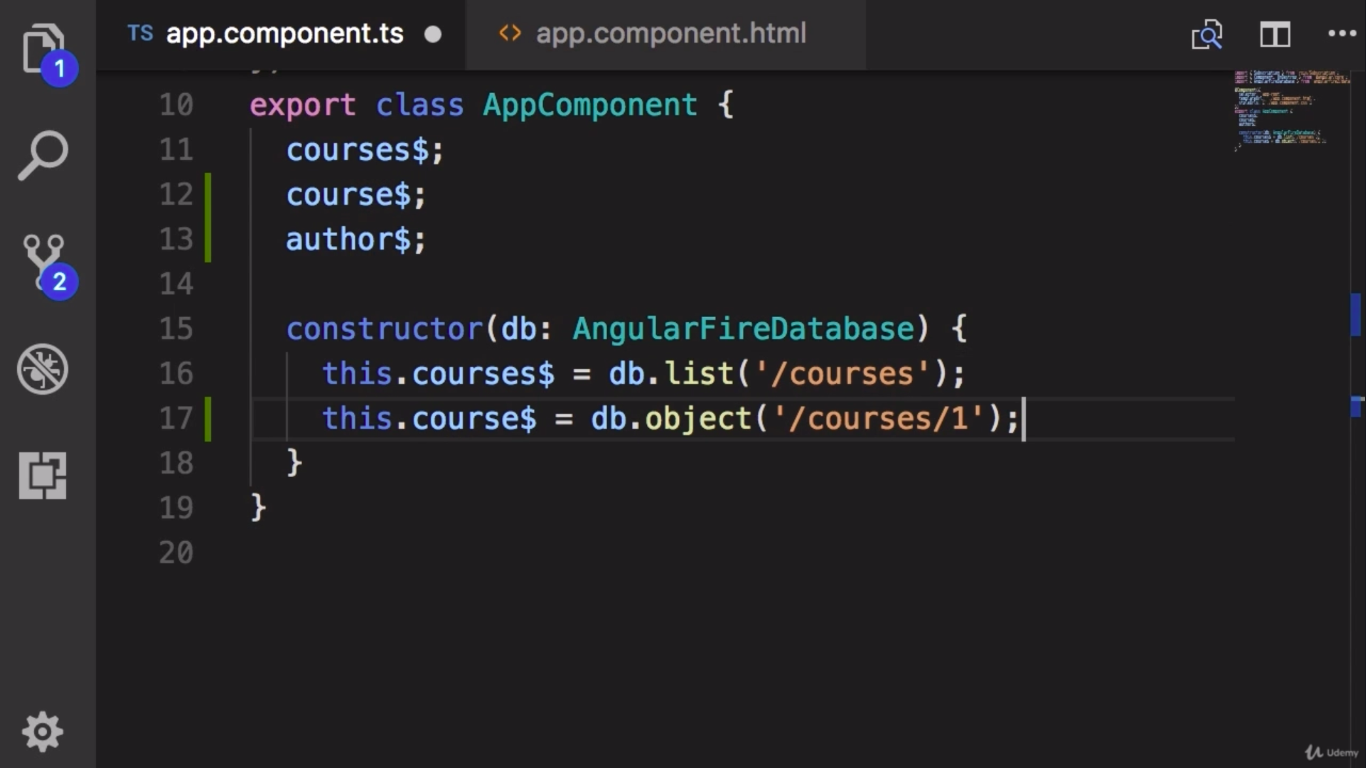 TS app.component.ts
<> app.component.html
1
2
10 export class AppComponent {
11 courses$;
12 course$;
13 author$;
14
15 constructor(db: AngularFireDatabase) {
16 this.courses$ = db.list('/courses');
17 this.course$ = db.object('/courses/1');
18 }
19 }
20
Udemy